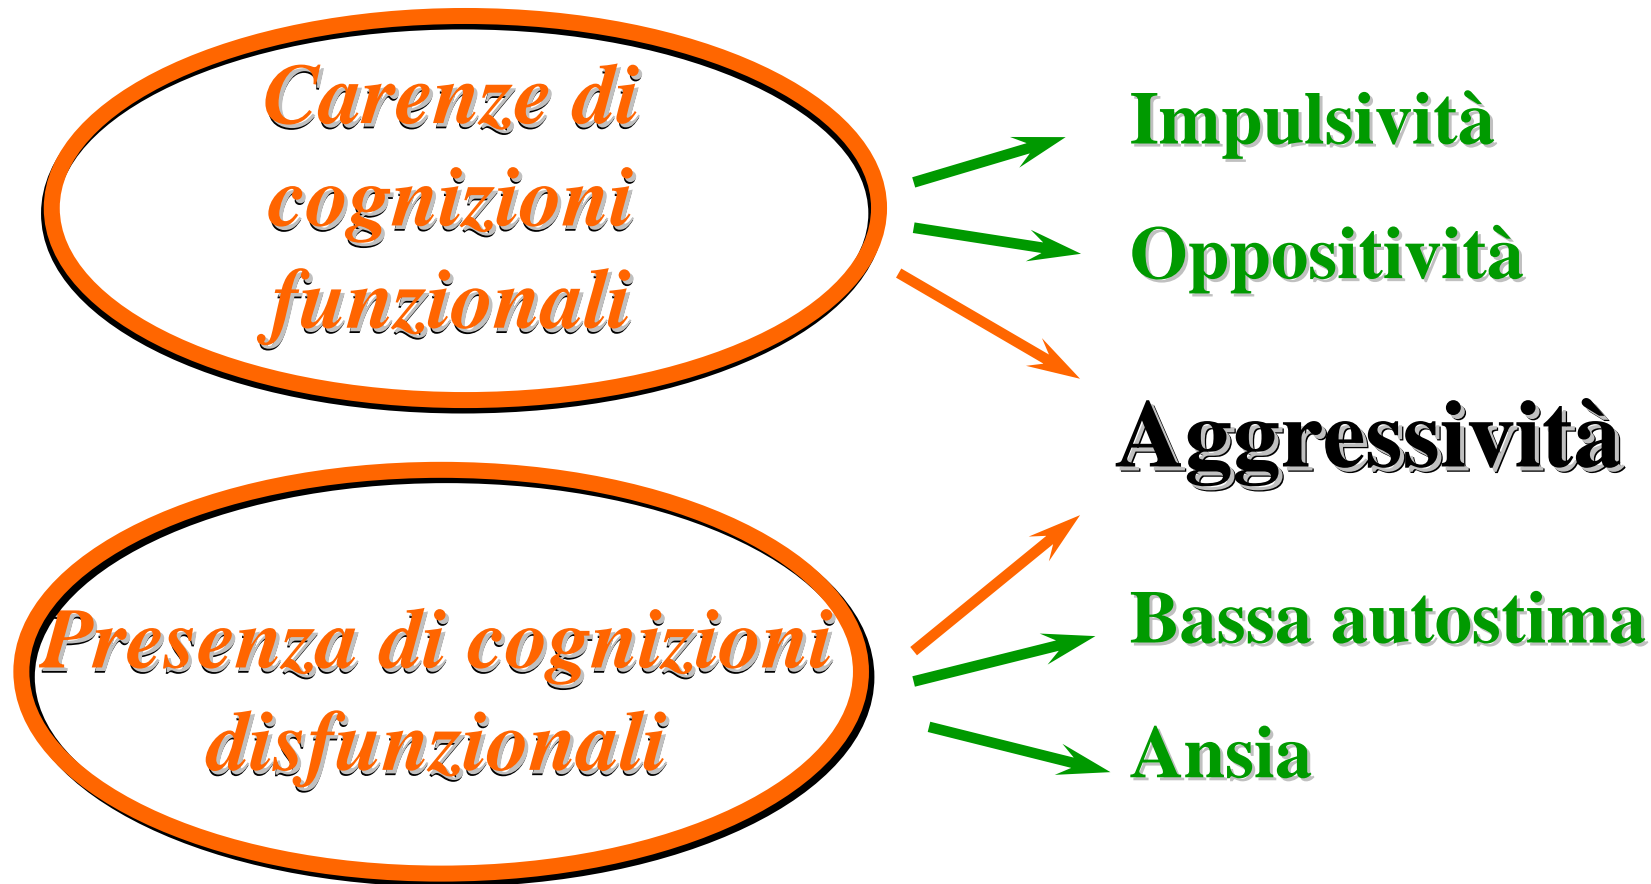 Carenze di
cognizioni
funzionali
Impulsività
Oppositività
Aggressività
Presenza di cognizioni
disfunzionali
Bassa autostima
Ansia